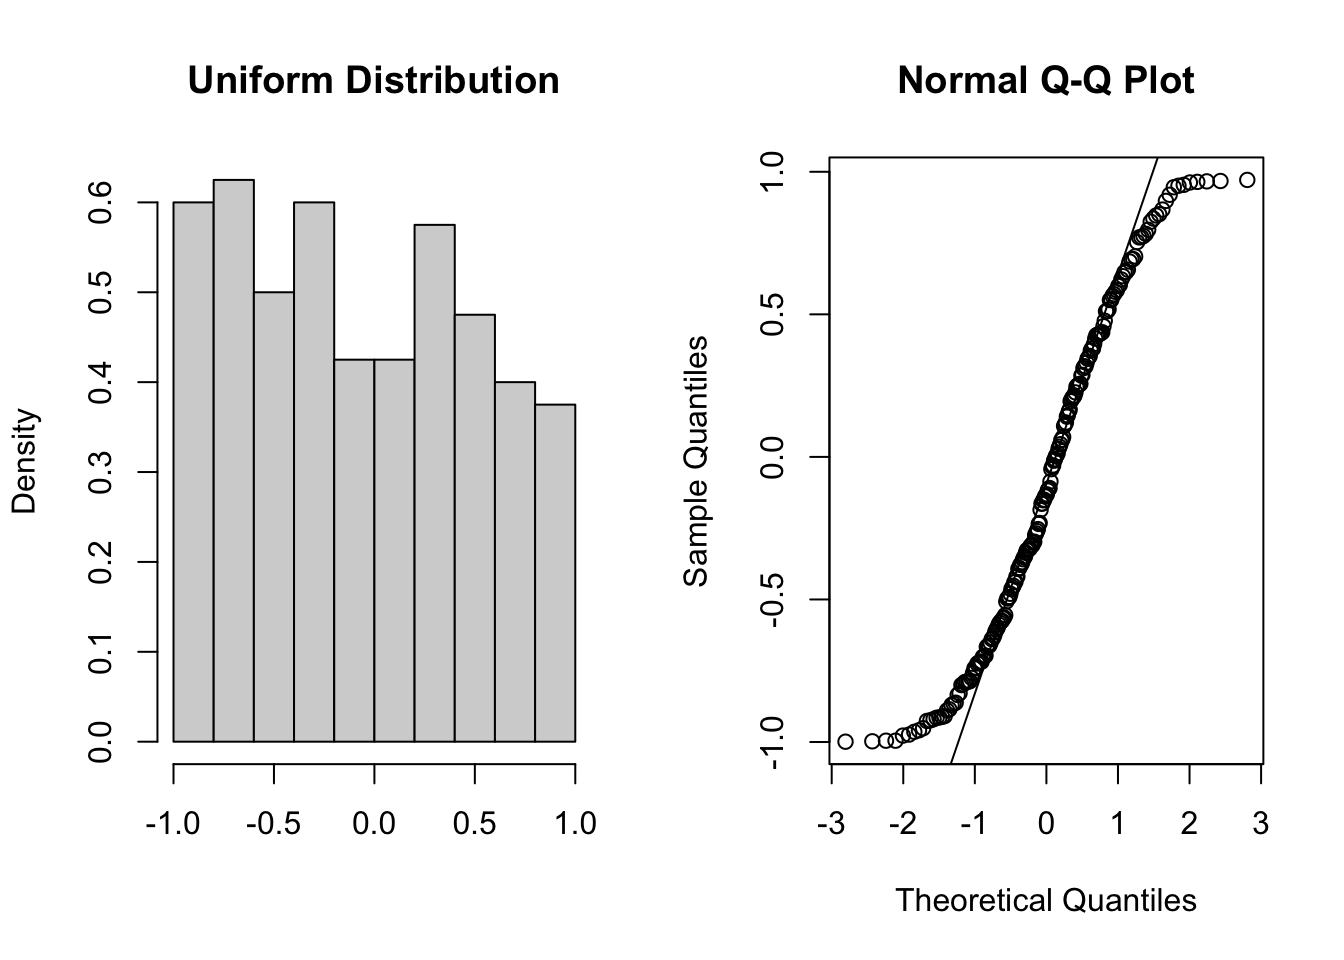 Uniform Distribution
Density
0.0
0.1
0.2
0.3
0.4
0.5
0.6
-1.0 -0.5 0.0 0.5 1.0
Normal Q-Q Plot
Sample Quantiles
-1.0
-0.5
0.0
0.5
1.0
-3 -2 -1 0 1 2 3
Theoretical Quantiles